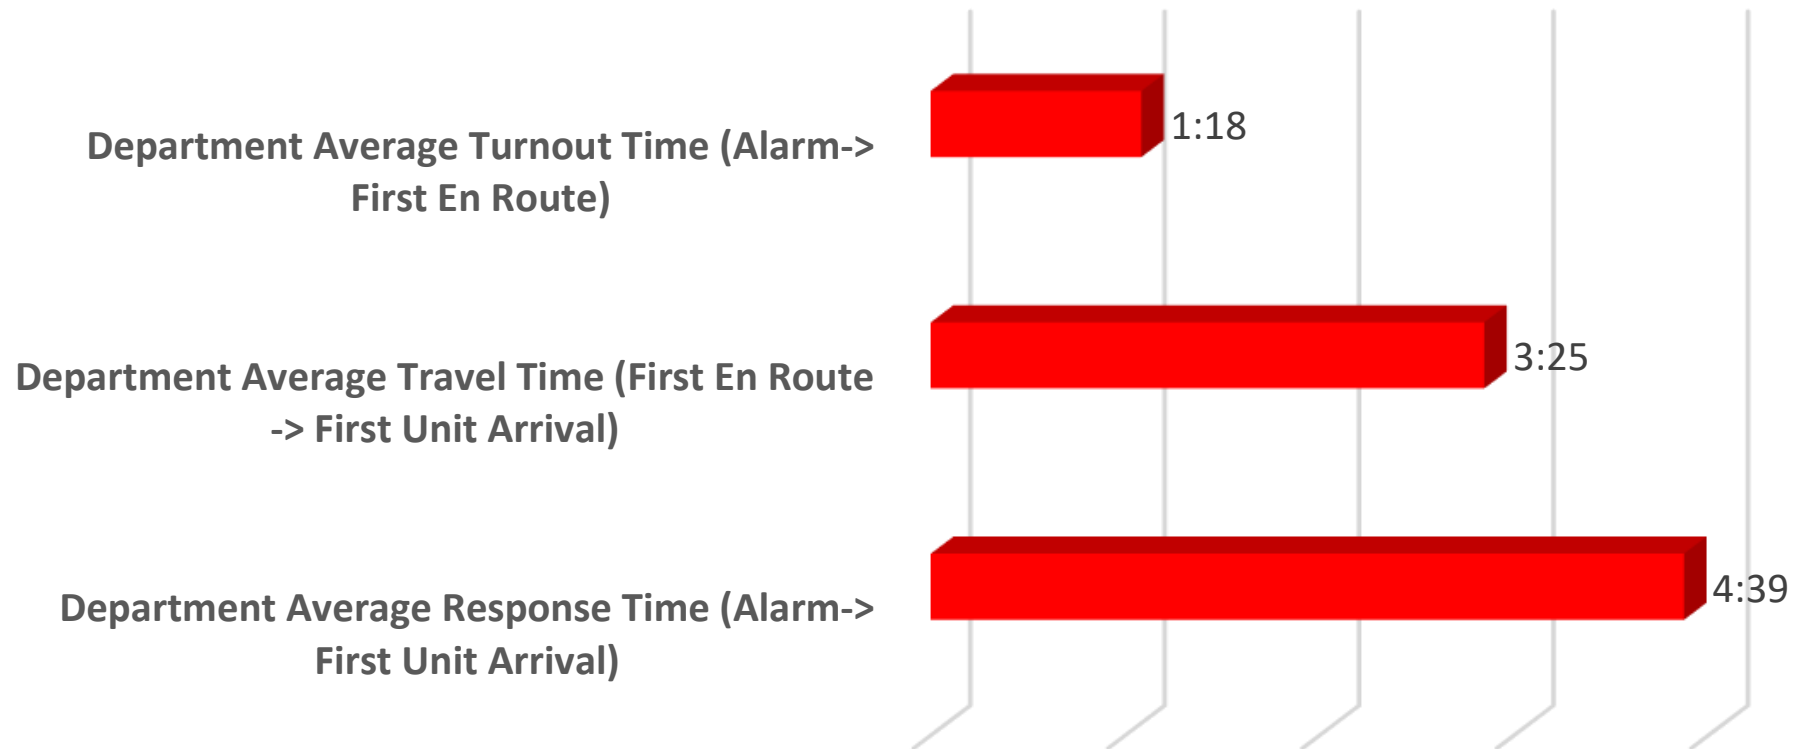 Department Average Turnout Time (Alarm->
First En Route)
1:18
Department Average Travel Time (First En Route
-> First Unit Arrival)
3:25
Department Average Response Time (Alarm->
First Unit Arrival)
4:39